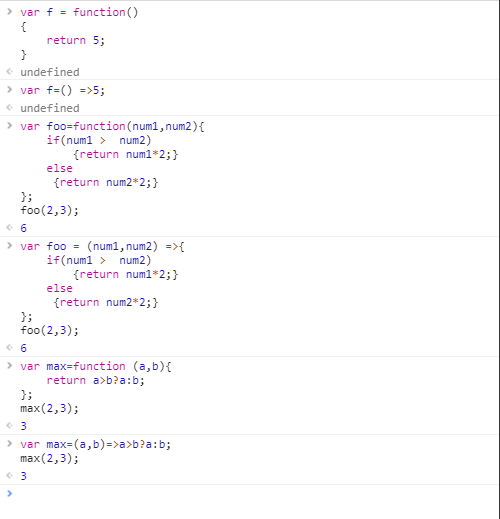 > var f = function()
{
    return 5;
}
< undefined
> var f=() =>5;
< undefined
> var foo=function(num1,num2){
    if(num1 >  num2)
        {return num1*2;}
    else
     {return num2*2;}
};
foo(2,3);
< 6
> var foo = (num1,num2) =>{
    if(num1 >  num2)
        {return num1*2;}
    else
     {return num2*2;}
};
foo(2,3);
< 6
> var max=function (a,b){
    return a>b?a:b;
};
max(2,3);
< 3
> var max=(a,b)=>a>b?a:b;
max(2,3);
< 3
>